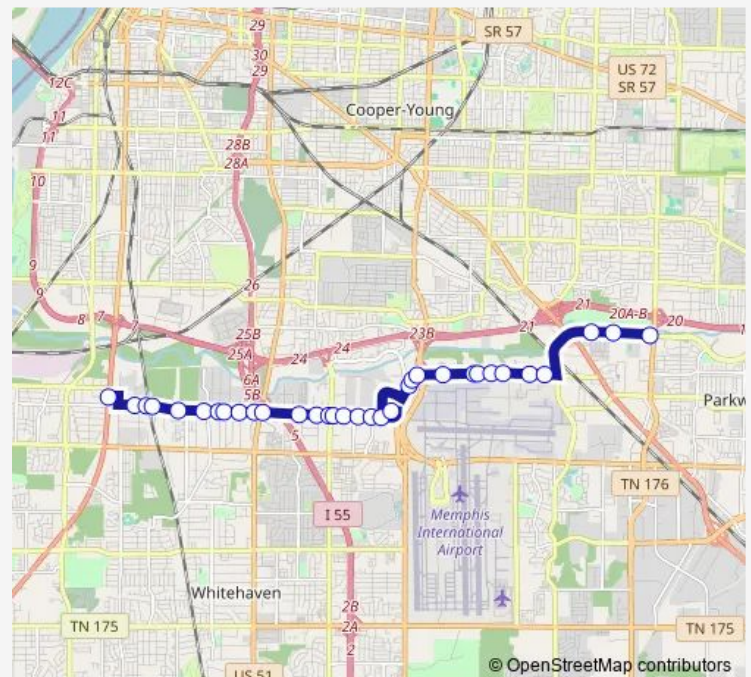 29
SR 57
30
29
US 72
SR 57
12C
Cooper-Young
11
11
28B
28A
10
26
9
9
21
20A-B
20
8
7
7
21
25B
23B
24
24
25A
6A
5B
5
Parkw
TN 176
I 55
Memphis
International
Airport
Whitehaven
2B
TN 175
2A
TN 175
2
US 51
© OpenStreetMap contributors